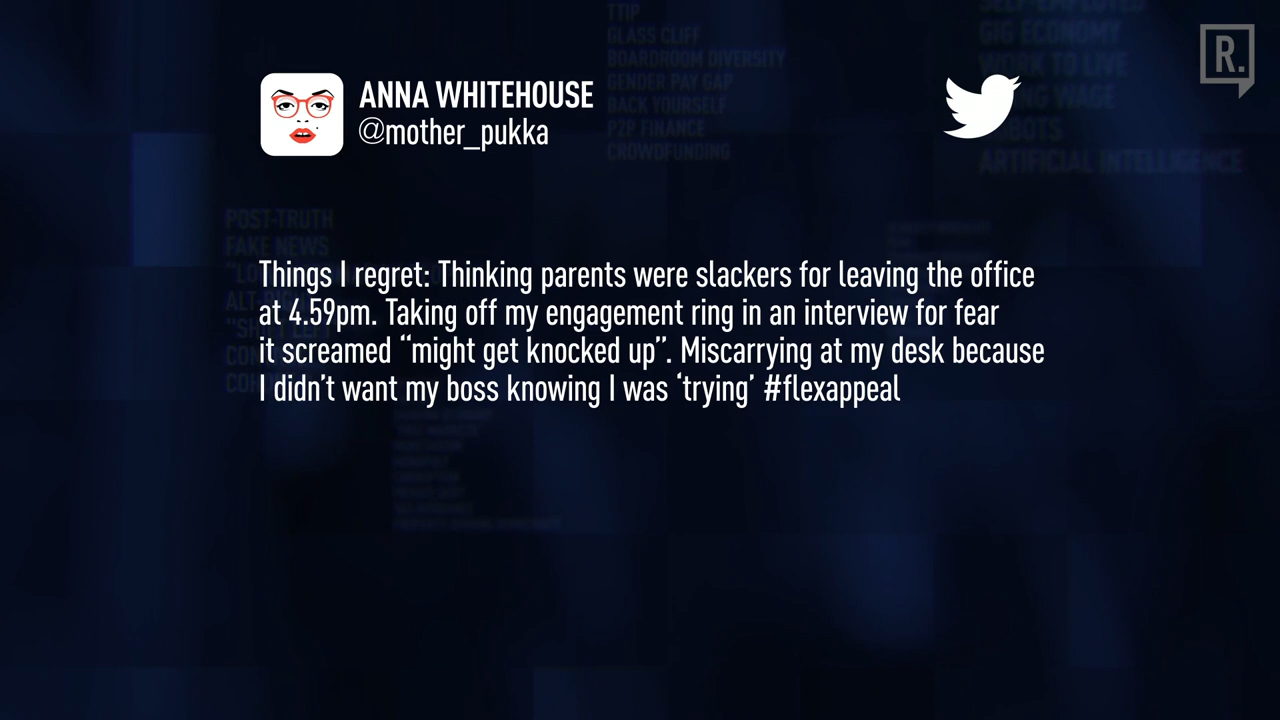 TTIP
GLASS CLIFF
BOARDROOM DIVERSITY
GENDER PAY GAP
BACK YOURSELF
P2P FINANCE
CROWDFUNDING
SELF-EMPLOYED
GIG ECONOMY
WORK TO LIVE
WAGE
ARTIFICIAL INTELLIGENCE
R.
ANNA WHITEHOUSE
@mother_pukka
POST-TRUTH
FAKE NEWS
Things I regret: Thinking parents were slackers for leaving the office
at 4.59pm. Taking off my engagement ring in an interview for fear
it screamed “might get knocked up”. Miscarrying at my desk because
I didn’t want my boss knowing I was ‘trying’ #flexappeal